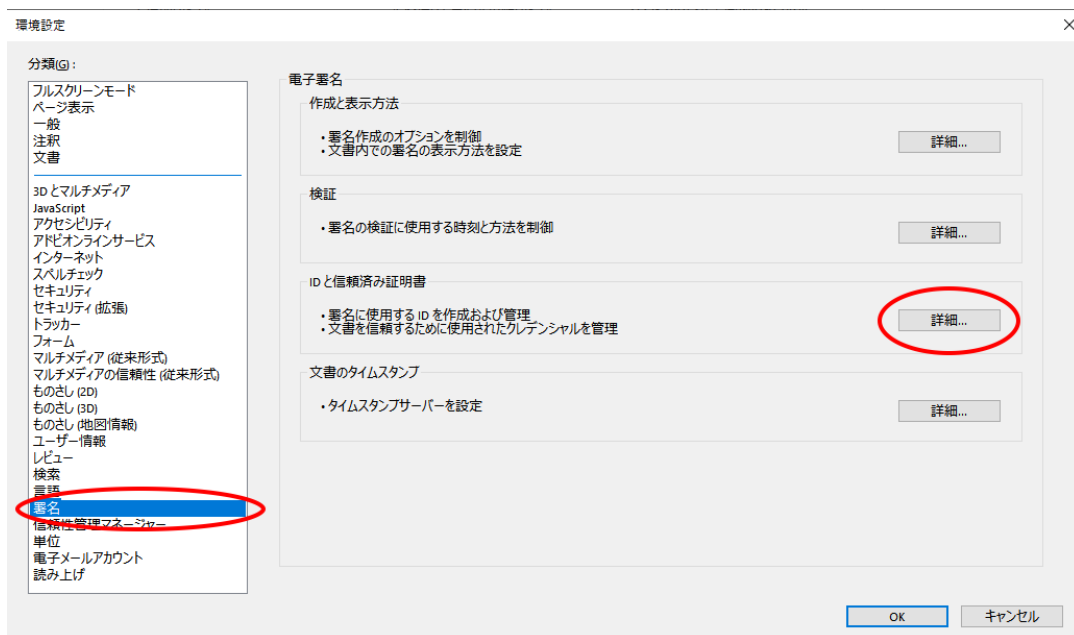 環境設定
分類(G):
フルスクリーンモード
ページ表示
一般
注釈
文書
3D とマルチメディア
JavaScript
アクセシビリティ
アドビオンラインサービス
インターネット
スペルチェック
セキュリティ
セキュリティ (拡張)
トラッカー
フォーム
マルチメディア (従来形式)
マルチメディアの信頼性 (従来形式)
ものさし (2D)
ものさし (3D)
ものさし (地図情報)
ユーザー情報
レビュー
検索
言語
署名
信頼性管理マネージャー
単位
電子メールアカウント
読み上げ
電子署名
作成と表示方法
・署名作成のオプションを制御
・文書内での署名の表示方法を設定
詳細...
検証
・署名の検証に使用する時刻と方法を制御
詳細...
ID と信頼済み証明書
・署名に使用する ID を作成および管理
・文書を信頼するために使用されたクレデンシャルを管理
詳細...
文書のタイムスタンプ
・タイムスタンプサーバーを設定
詳細...
OK
キャンセル